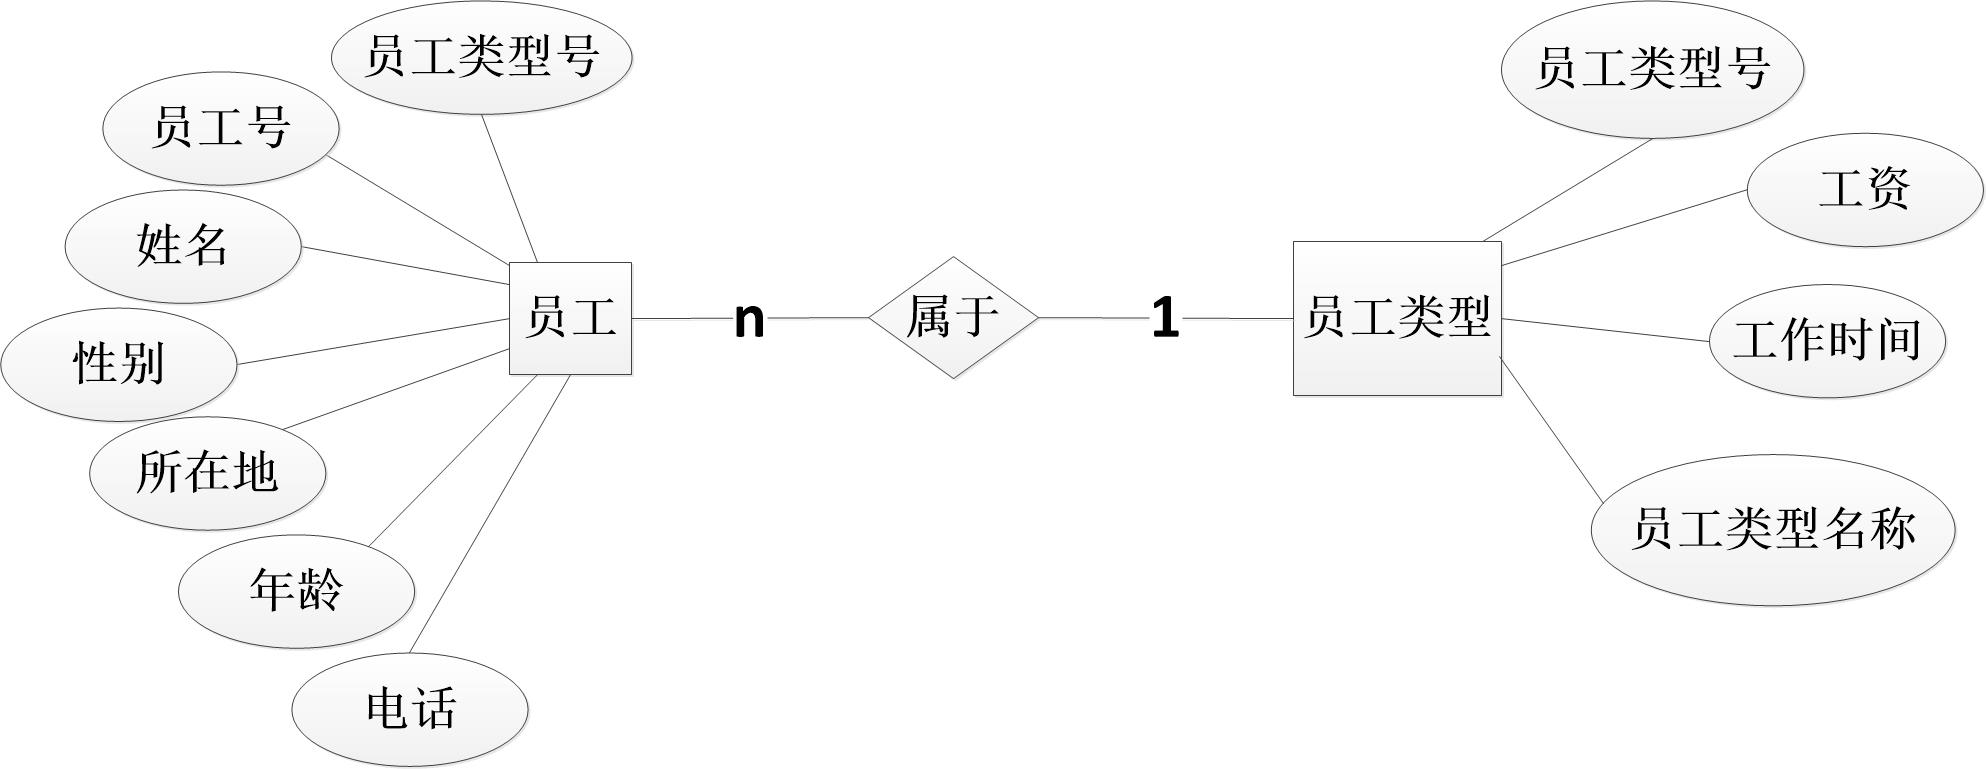 员工类型号
员工号
姓名
性别
所在地
年龄
电话
员工
n
属于
1
员工类型
员工类型号
工资
工作时间
员工类型名称